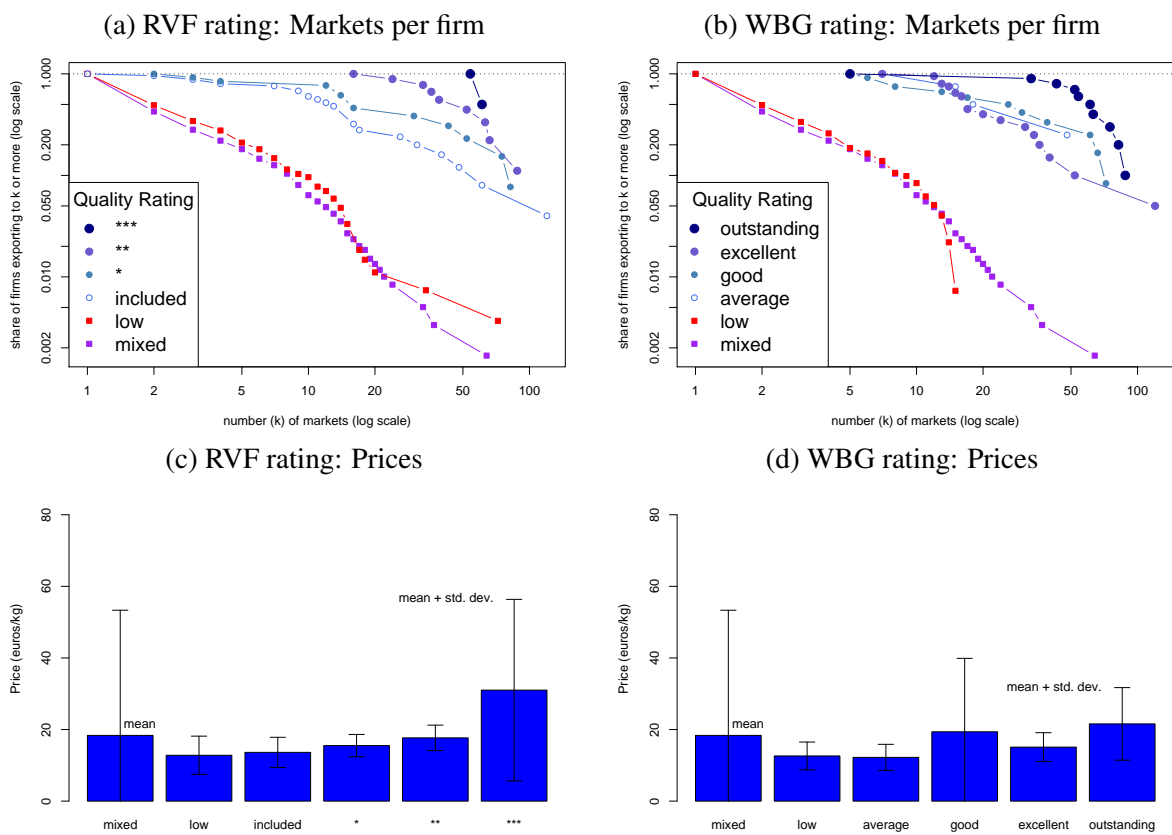 (a) RVF rating: Markets per firm
share of firms exporting to k or more (log scale)
1.000
0.200
0.050
0.010
0.002
Quality Rating
***
**
*
included
low
mixed
1 2 5 10 20 50 100
number (k) of markets (log scale)
(b) WBG rating: Markets per firm
share of firms exporting to k or more (log scale)
1.000
0.200
0.050
0.010
0.002
Quality Rating
outstanding
excellent
good
average
low
mixed
1 2 5 10 20 50 100
number (k) of markets (log scale)
(c) RVF rating: Prices
Price (euros/kg)
80
60
40
20
0
mean + std. dev.
mean
mixed low included * ** ***
(d) WBG rating: Prices
Price (euros/kg)
80
60
40
20
0
mean + std. dev.
mean
mixed low average good excellent outstanding